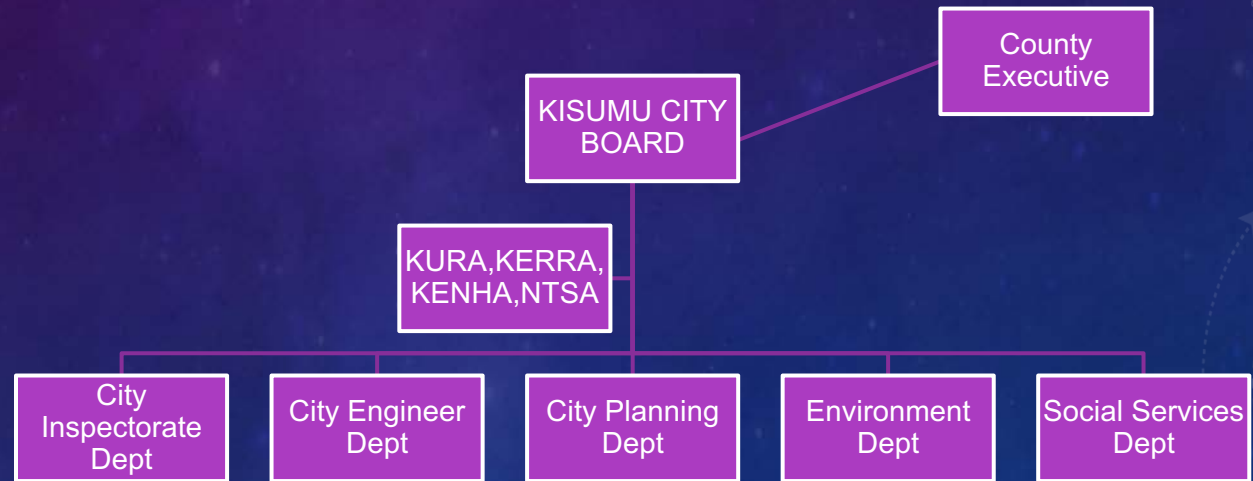 County
Executive
KISUMU CITY
BOARD
KURA,KERRA,
KENHA,NTSA
City
Inspectorate
Dept
City Engineer
Dept
City Planning
Dept
Environment
Dept
Social Services
Dept